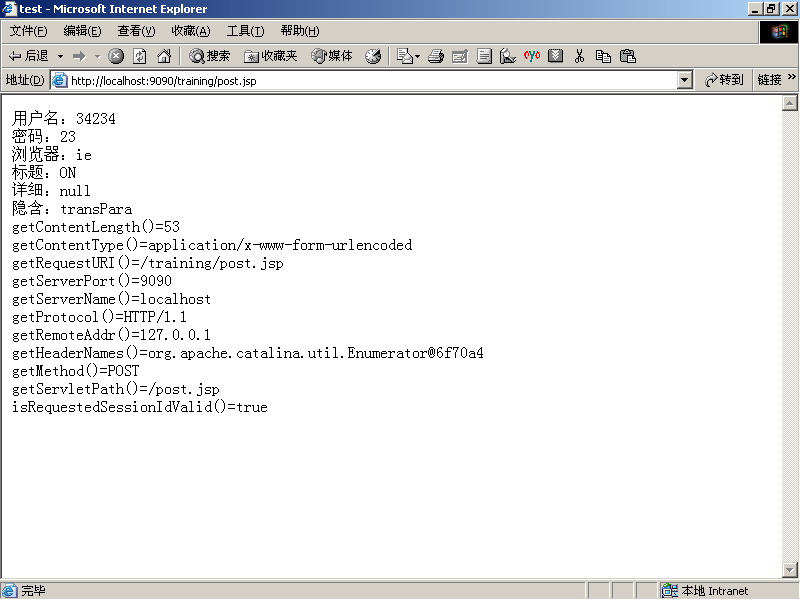 test - Microsoft Internet Explorer
文件(F) 编辑(E) 查看(V) 收藏(A) 工具(T) 帮助(H)
后退 搜索 收藏夹 媒体
地址(D) http://localhost:9090/training/post.jsp 转到 链接 »
用户名：34234
密码：23
浏览器：ie
标题：ON
详细：null
隐含：transPara
getContentLength()=53
getContentType()=application/x-www-form-urlencoded
getRequestURI()=/training/post.jsp
getServerPort()=9090
getServerName()=localhost
getProtocol()=HTTP/1.1
getRemoteAddr()=127.0.0.1
getHeaderNames()=org.apache.catalina.util.Enumerator@6f70a4
getMethod()=POST
getServletPath()=/post.jsp
isRequestedSessionIdValid()=true
完毕 本地 Intranet